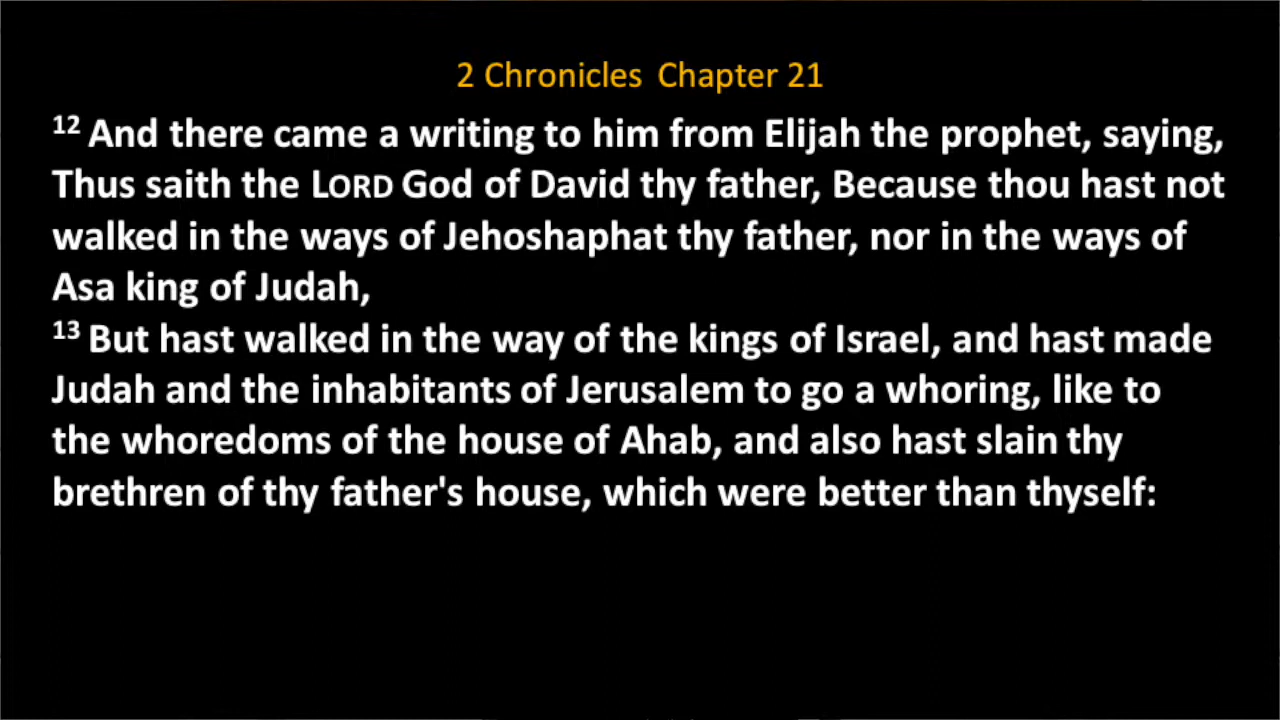 2 Chronicles  Chapter 21
12 And there came a writing to him from Elijah the prophet, saying,
Thus saith the LORD God of David thy father, Because thou hast not
walked in the ways of Jehoshaphat thy father, nor in the ways of
Asa king of Judah,
13 But hast walked in the way of the kings of Israel, and hast made
Judah and the inhabitants of Jerusalem to go a whoring, like to
the whoredoms of the house of Ahab, and also hast slain thy
brethren of thy father's house, which were better than thyself: